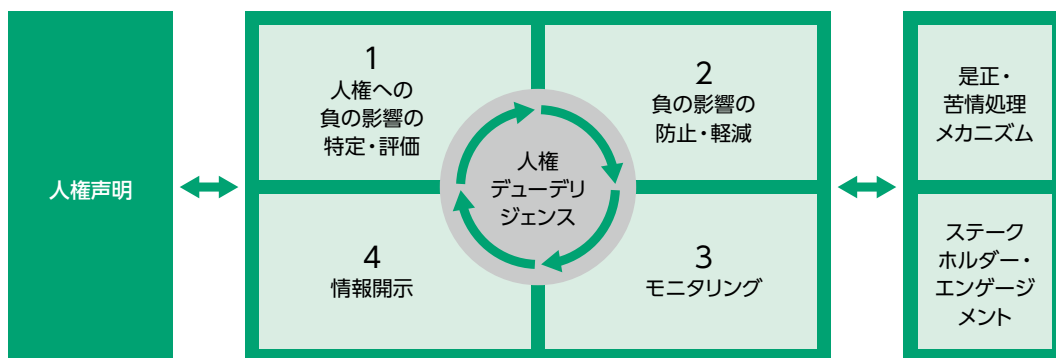 人権声明
1
人権への
負の影響の
特定・評価
2
負の影響の
防止・軽減
人権
デューデリ
ジェンス
4
情報開示
3
モニタリング
是正・
苦情処理
メカニズム
ステーク
ホルダー・
エンゲージ
メント